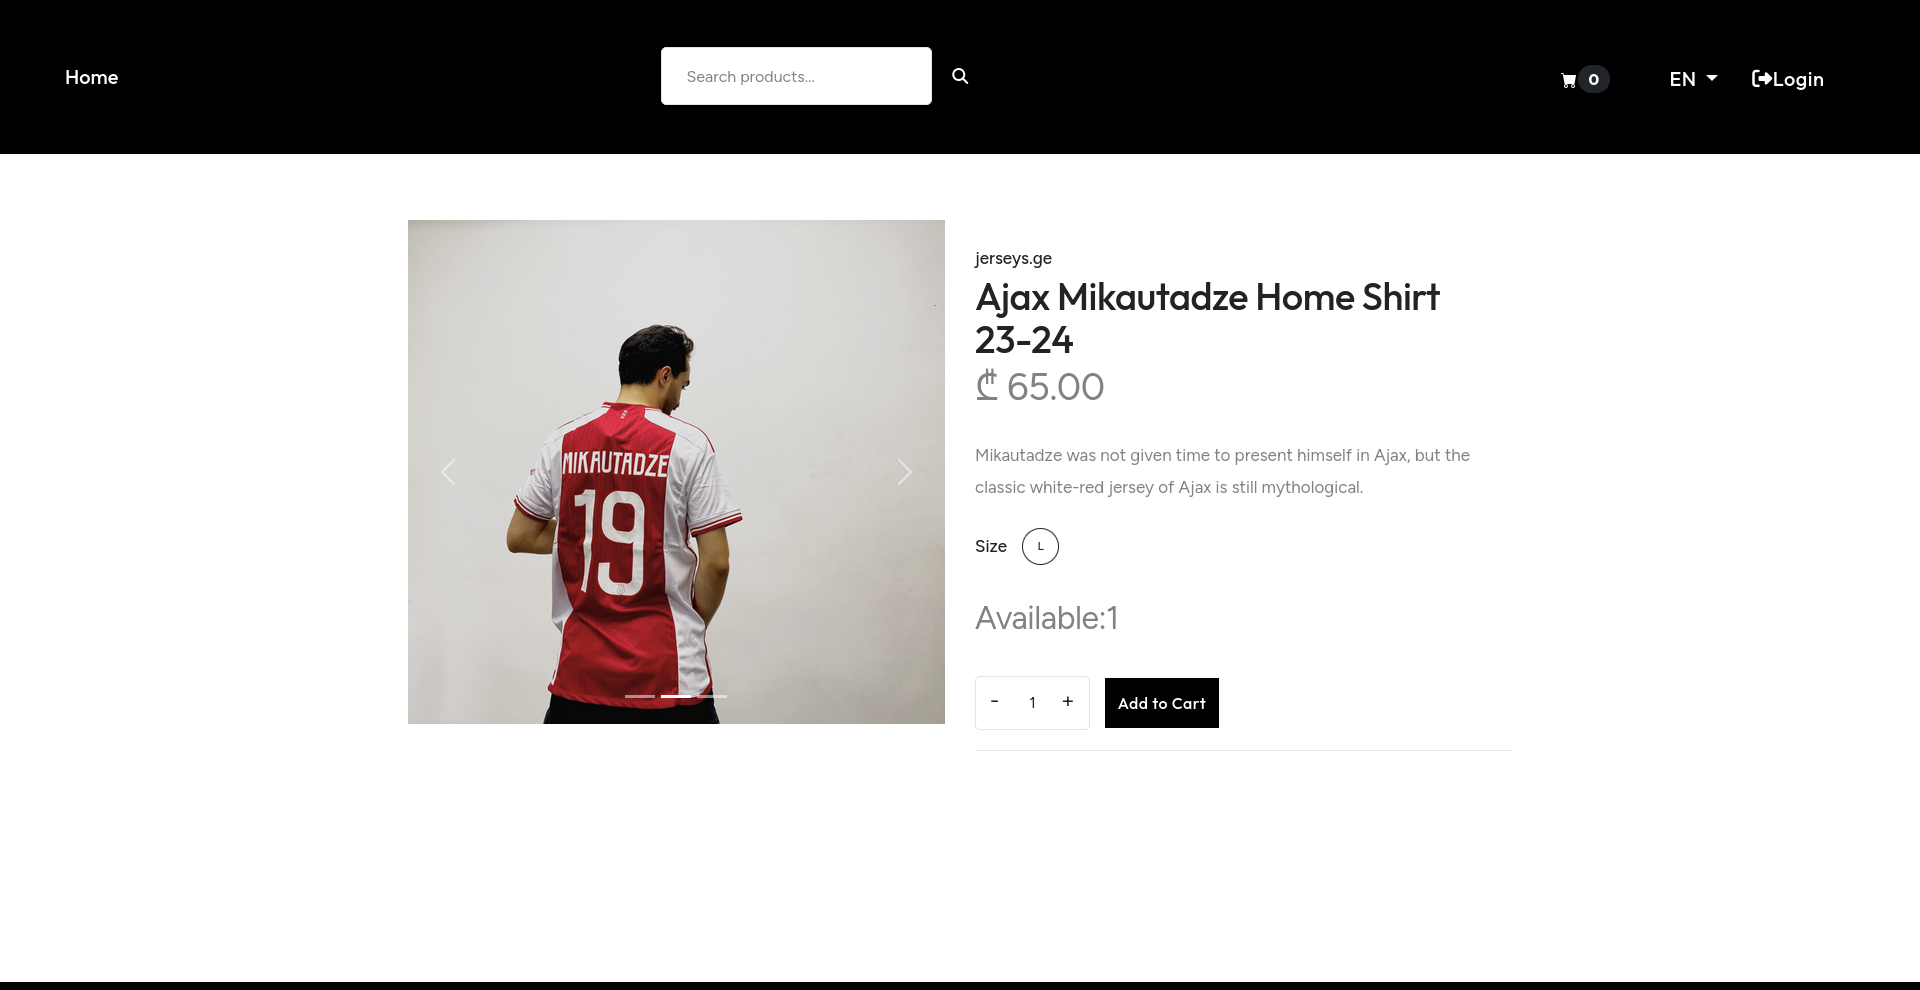 Home
Search products...
0
EN
Login
jerseys.ge
Ajax Mikautadze Home Shirt
23-24
₾ 65.00
Mikautadze was not given time to present himself in Ajax, but the
classic white-red jersey of Ajax is still mythological.
Size L
Available:1
- 1 +
Add to Cart
MIKAUTADZE
19